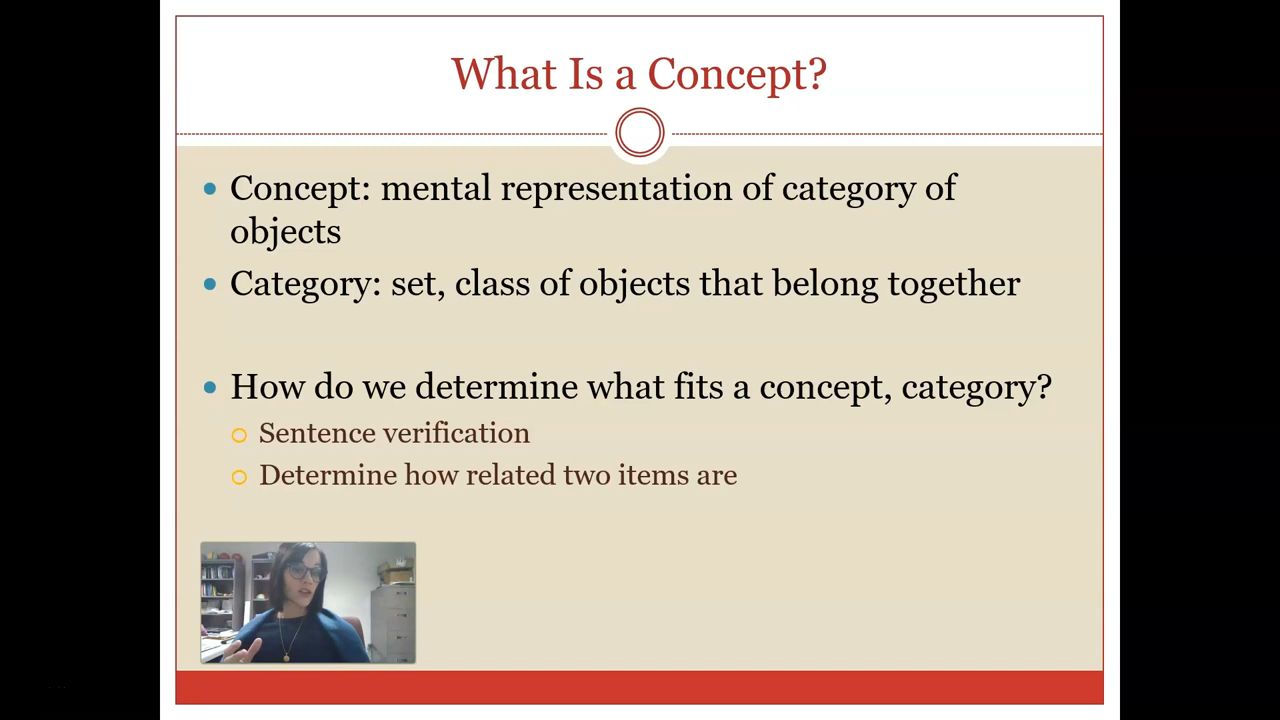 What Is a Concept?
Concept: mental representation of category of
objects
Category: set, class of objects that belong together
How do we determine what fits a concept, category?
Sentence verification
Determine how related two items are